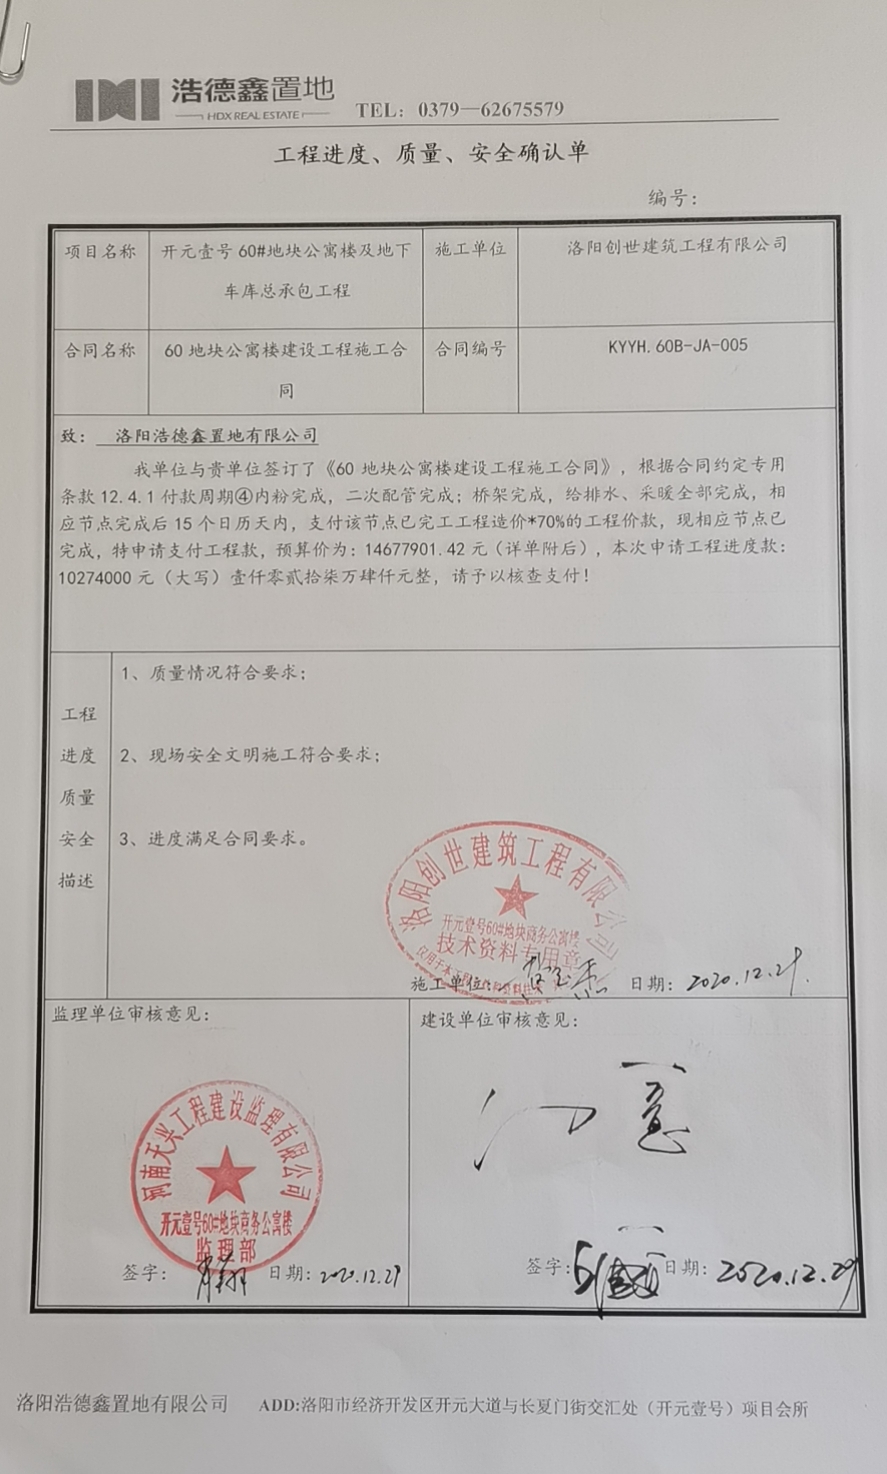 浩德鑫置地
HDX REAL ESTATE
TEL：0379—62675579
工程进度、质量、安全确认单
编号：
项目名称
开元壹号 60#地块公寓楼及地下
车库总承包工程
施工单位
洛阳创世建筑工程有限公司
合同名称
60 地块公寓楼建设工程施工合
同
合同编号
KYYH.60B-JA-005
致： 洛阳浩德鑫置地有限公司
我单位与贵单位签订了《60 地块公寓楼建设工程施工合同》，根据合同约定专用
条款 12.4.1 付款周期④内粉完成，二次配管完成；桥架完成，给排水、采暖全部完成，相
应节点完成后 15 个日历天内，支付该节点已完工工程造价*70%的工程价款，现相应节点已
完成，特申请支付工程款，预算价为：14677901.42 元（详单附后），本次申请工程进度款：
10274000 元（大写）壹仟零贰拾柒万肆仟元整，请予以核查支付！
工程
进度
质量
安全
描述
1、质量情况符合要求；
2、现场安全文明施工符合要求；
3、进度满足合同要求。
洛阳创世建筑工程有限公司
开元壹号60#地块商务公寓楼
技术资料专用章
施工单位：
日期：2020.12.29.
监理单位审核意见：
河南天兴工程建设监理有限公司
开元壹号60#地块商务公寓楼
监理部
签字：
日期：2020.12.29
建设单位审核意见：
同意
签字：
日期：2020.12.29
洛阳浩德鑫置地有限公司 ADD:洛阳市经济开发区开元大道与长夏门街交汇处（开元壹号）项目会所